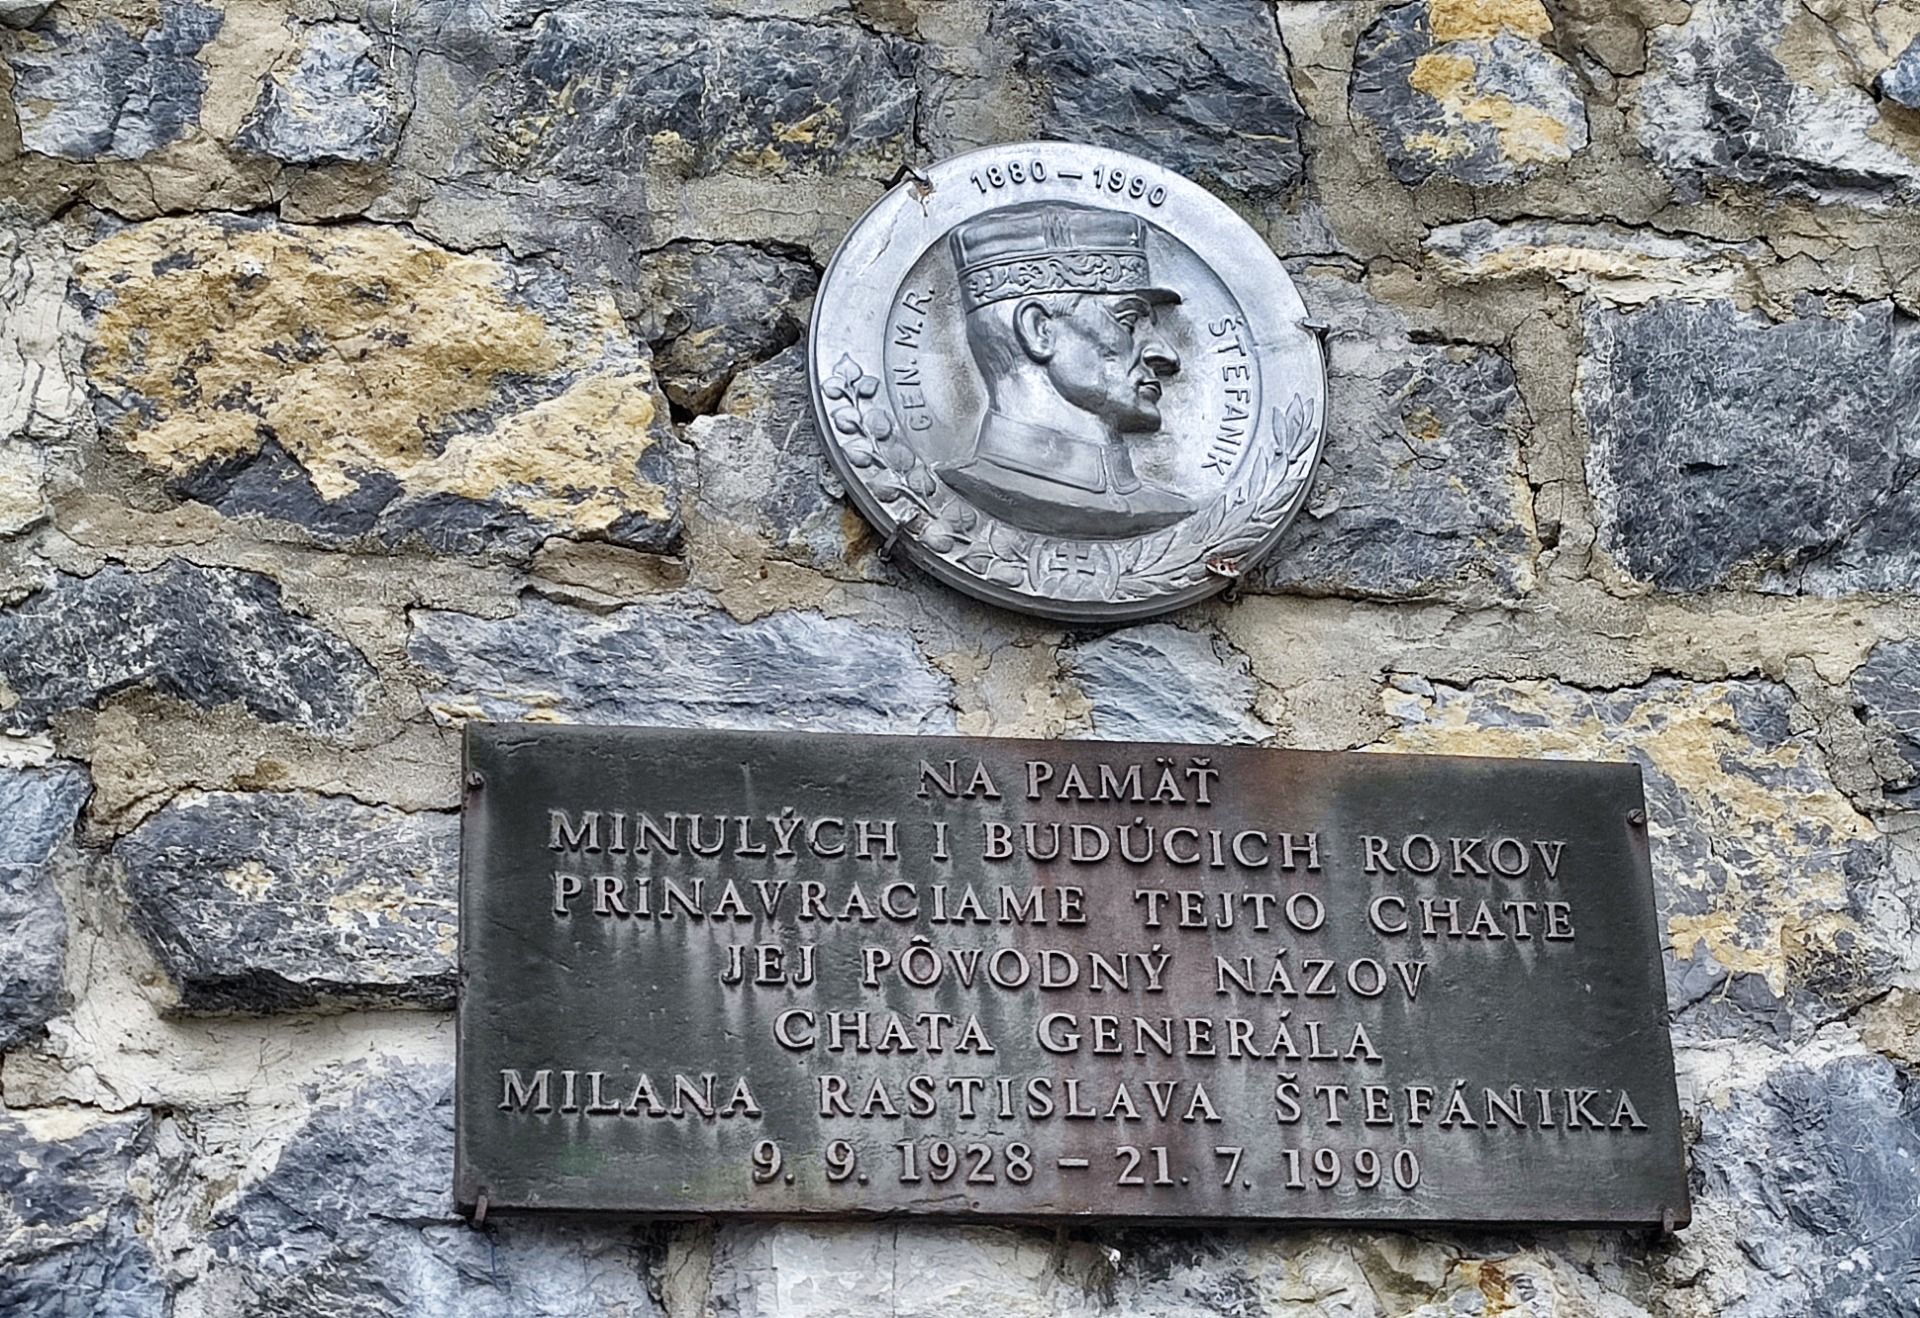 1880 – 1990
GEN. M. R.
ŠTEFANIK
NA PAMÄŤ
MINULÝCH I BUDÚCICH ROKOV
PRINAVRACIAME TEJTO CHATE
JEJ PÔVODNÝ NÁZOV
CHATA GENERÁLA
MILANA RASTISLAVA ŠTEFÁNIKA
9. 9. 1928 – 21. 7. 1990